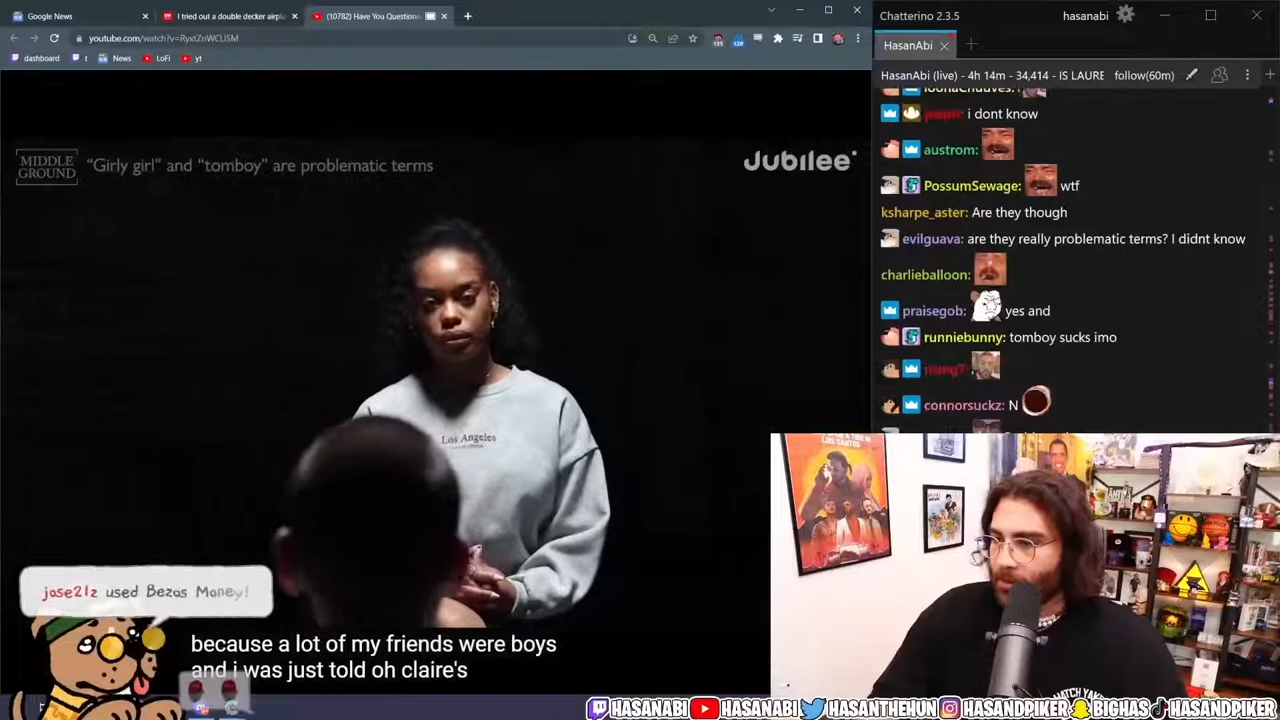 Google News
I tried out a double decker airpl
(10782) Have You Questione
youtube.com/watch?v=RyxtZnWCUSM
dashboard
t
News
LoFi
yt
MIDDLE
GROUND
"Girly girl" and "tomboy" are problematic terms
Jubilee
Los Angeles
jose21z used Bezos Money!
because a lot of my friends were boys
and i was just told oh claire's
Chatterino 2.3.5
hasanabi
HasanAbi
HasanAbi (live) - 4h 14m - 34,414 - IS LAURE
follow(60m)
i dont know
austrom:
PossumSewage: wtf
ksharpe_aster: Are they though
evilguava: are they really problematic terms? I didnt know
charlieballoon:
praisegob: yes and
runniebunny: tomboy sucks imo
connorsuckz: N
HASANABI
HASANABI
HASANTHEHUN
HASANDPIKER
BIGHAS
HASANDPIKER